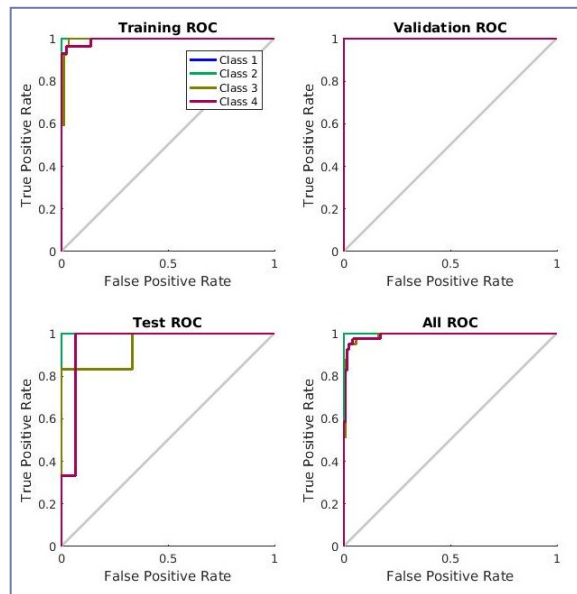 Training ROC
True Positive Rate
1
0.8
0.6
0.4
0.2
0
0
0.5
1
False Positive Rate
Class 1
Class 2
Class 3
Class 4
Validation ROC
True Positive Rate
1
0.8
0.6
0.4
0.2
0
0
0.5
1
False Positive Rate
Test ROC
True Positive Rate
1
0.8
0.6
0.4
0.2
0
0
0.5
1
False Positive Rate
All ROC
True Positive Rate
1
0.8
0.6
0.4
0.2
0
0
0.5
1
False Positive Rate